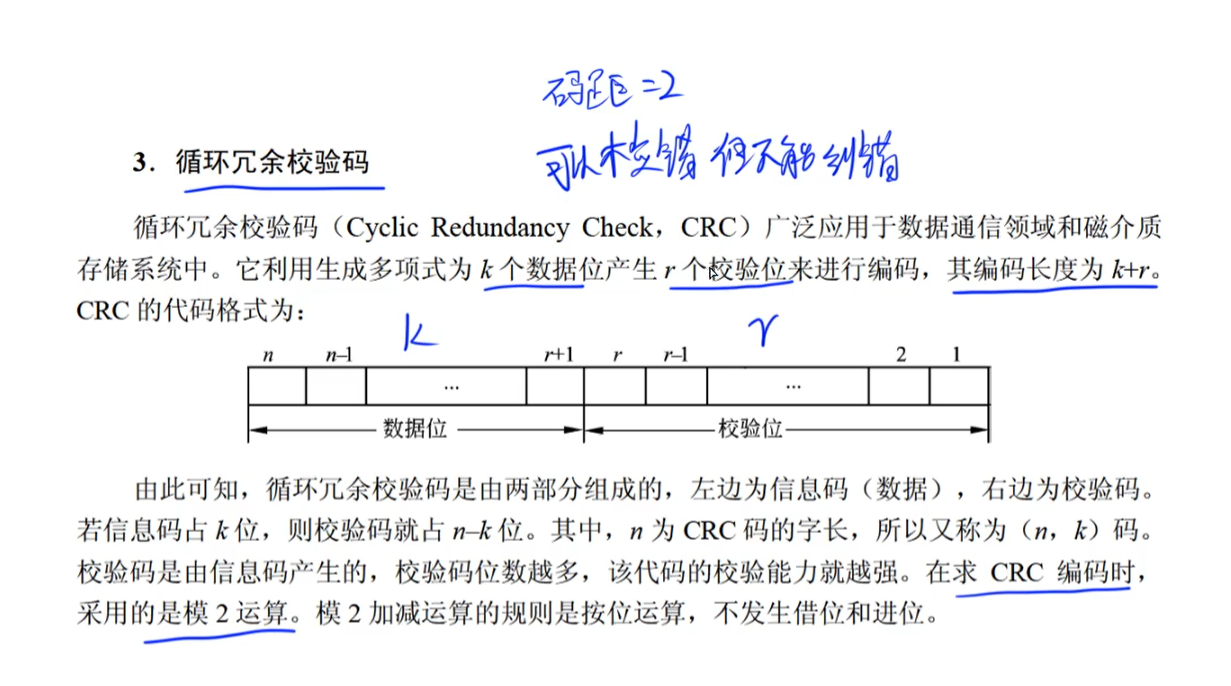 码距=2
可以检错 但不能纠错
3．循环冗余校验码
循环冗余校验码（Cyclic Redundancy Check，CRC）广泛应用于数据通信领域和磁介质
存储系统中。它利用生成多项式为 k 个数据位产生 r 个校验位来进行编码，其编码长度为 k+r。
CRC 的代码格式为：
k r
n n–1 r+1 r r–1 2 1
... ...
数据位 校验位
由此可知，循环冗余校验码是由两部分组成的，左边为信息码（数据），右边为校验码。
若信息码占 k 位，则校验码就占 n–k 位。其中，n 为 CRC 码的字长，所以又称为（n，k）码。
校验码是由信息码产生的，校验码位数越多，该代码的校验能力就越强。在求 CRC 编码时，
采用的是模 2 运算。模 2 加减运算的规则是按位运算，不发生借位和进位。